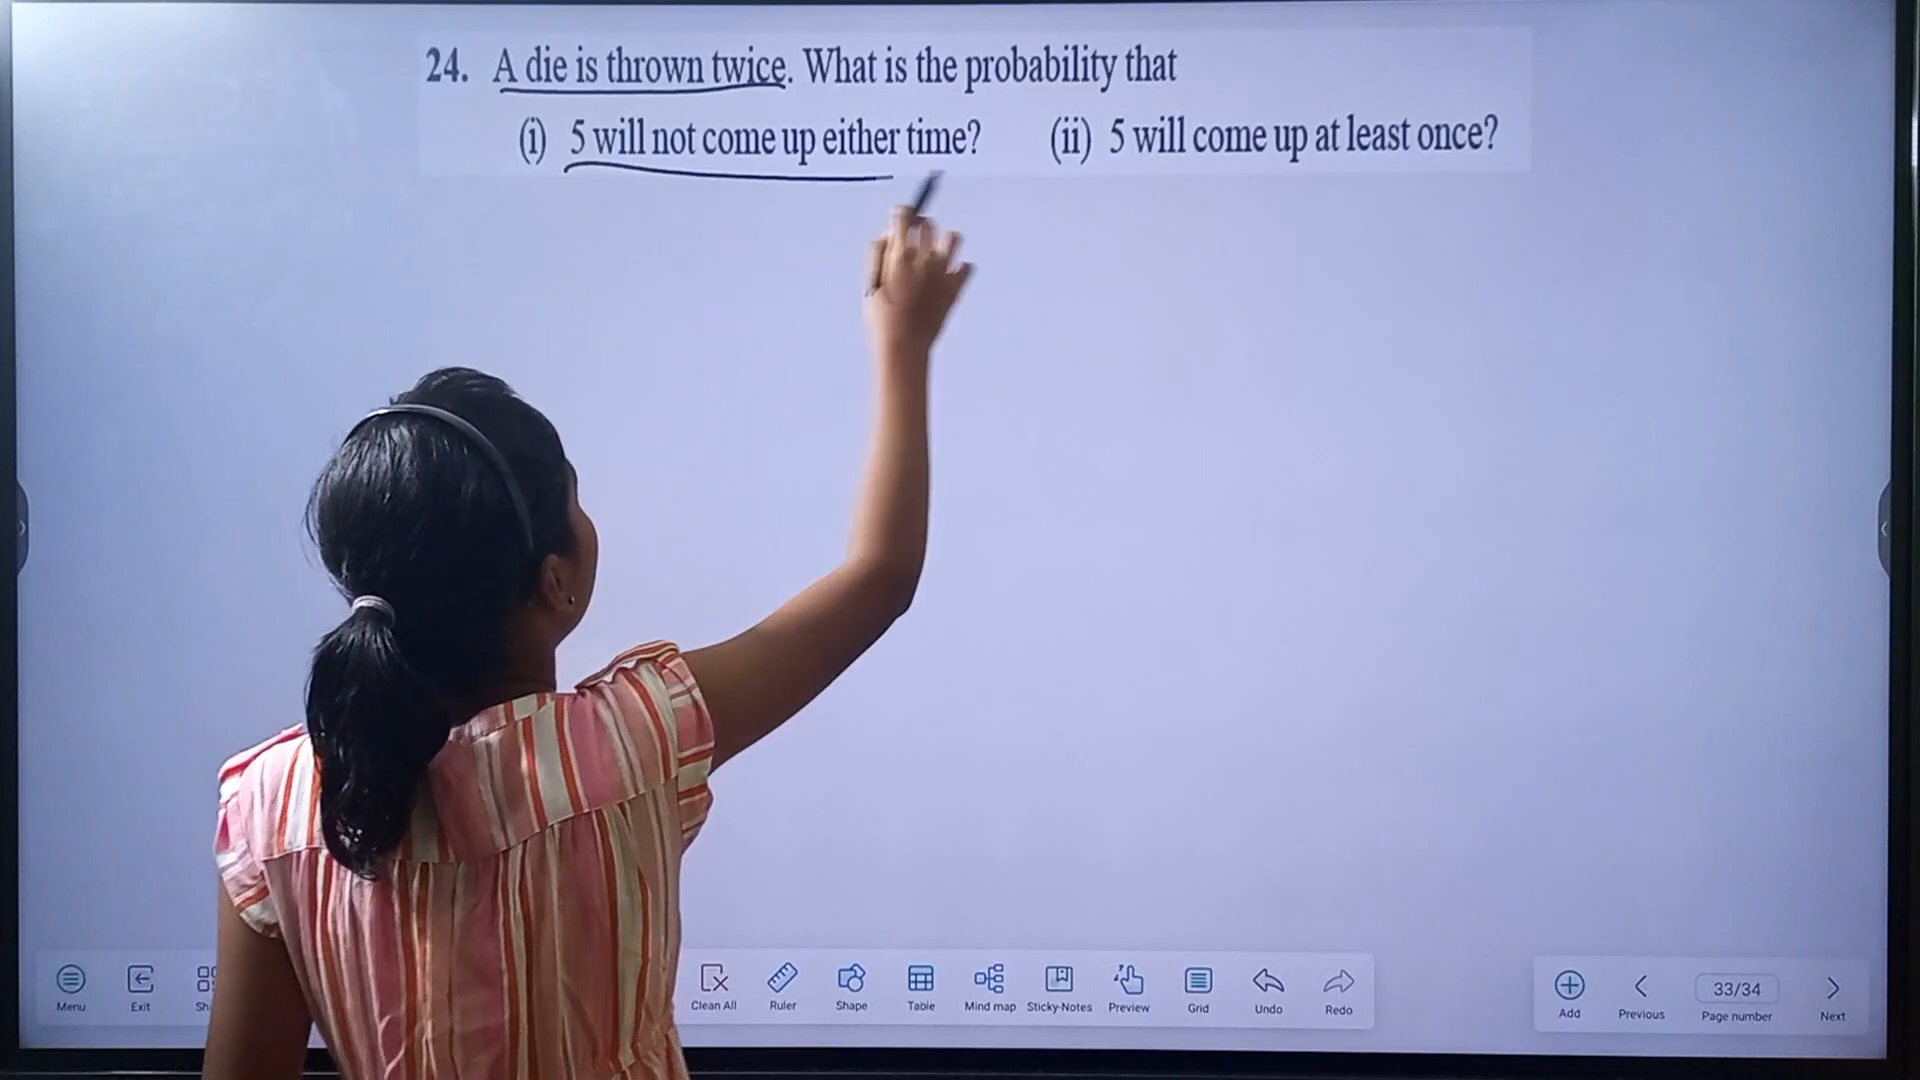 24. A die is thrown twice. What is the probability that
(i) 5 will not come up either time? (ii) 5 will come up at least once?
Menu Exit Clean All Ruler Shape Table Mind map Sticky-Notes Preview Grid Undo Redo Add Previous 33/34 Page number Next